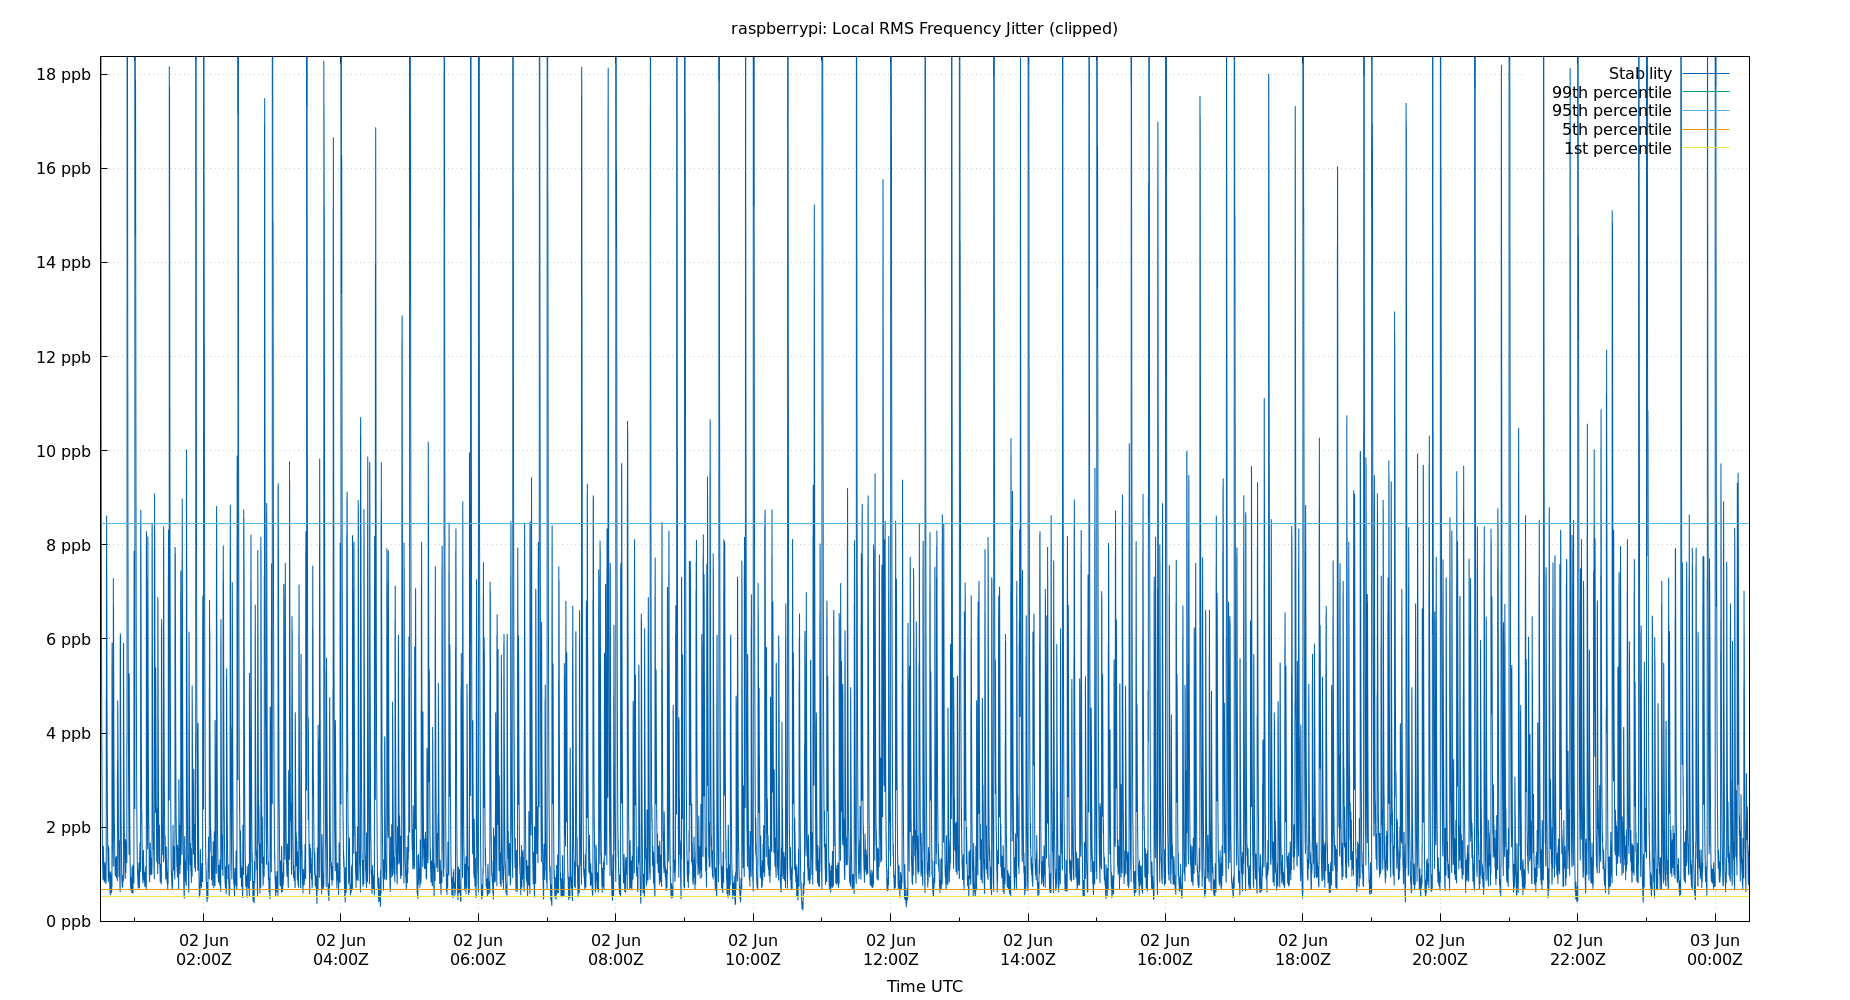 raspberrypi: Local RMS Frequency Jitter (clipped)
18 ppb
16 ppb
14 ppb
12 ppb
10 ppb
8 ppb
6 ppb
4 ppb
2 ppb
0 ppb
Stability
99th percentile
95th percentile
5th percentile
1st percentile
02 Jun 02 Jun 02 Jun 02 Jun 02 Jun 02 Jun 02 Jun 02 Jun 02 Jun 02 Jun 02 Jun 03 Jun
02:00Z 04:00Z 06:00Z 08:00Z 10:00Z 12:00Z 14:00Z 16:00Z 18:00Z 20:00Z 22:00Z 00:00Z
Time UTC